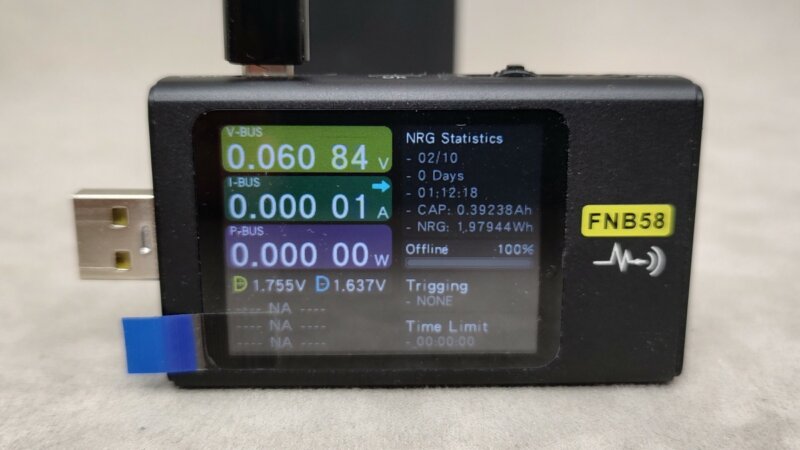 V-BUS
0.060 84 V
I-BUS
0.000 01 A
P-BUS
0.000 00 W
D 1.755V D 1.637V
---- NA ----
---- NA ----
---- NA ----
NRG Statistics
- 02/10
- 0 Days
- 01:12:18
- CAP: 0.39238Ah
- NRG: 1.97944Wh
Offline -100%
Trigging
- NONE
Time Limit
- 00:00:00
FNB58